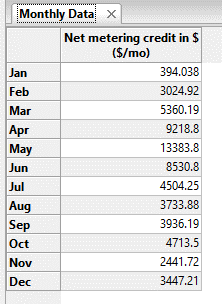 Monthly Data ×
Net metering credit in $
($/mo)
Jan 394.038
Feb 3024.92
Mar 5360.19
Apr 9218.8
May 13383.8
Jun 8530.8
Jul 4504.25
Aug 3733.88
Sep 3936.19
Oct 4713.5
Nov 2441.72
Dec 3447.21